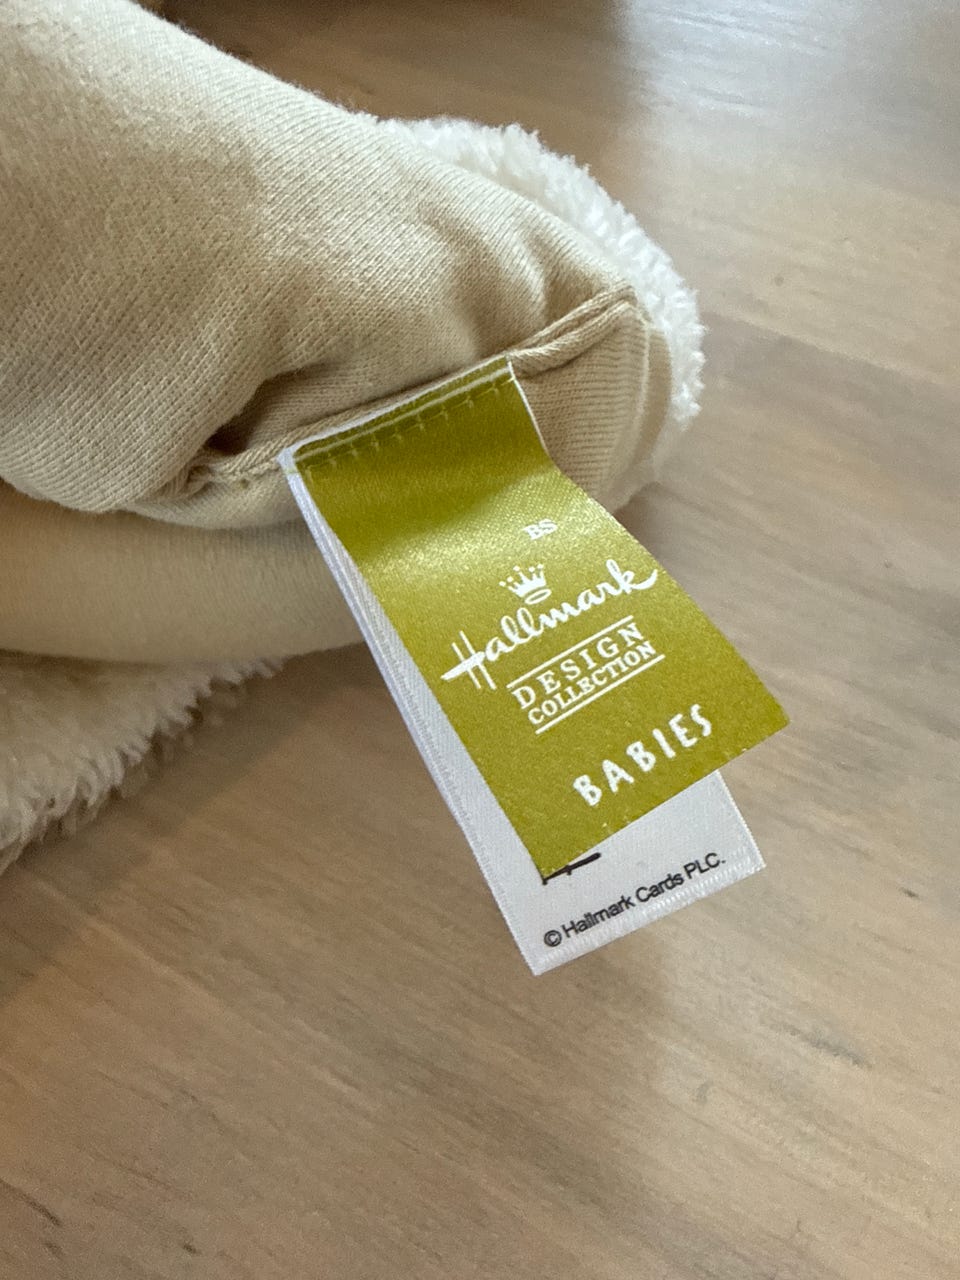 BS
Hallmark
DESIGN
COLLECTION
BABIES
© Hallmark Cards PLC.